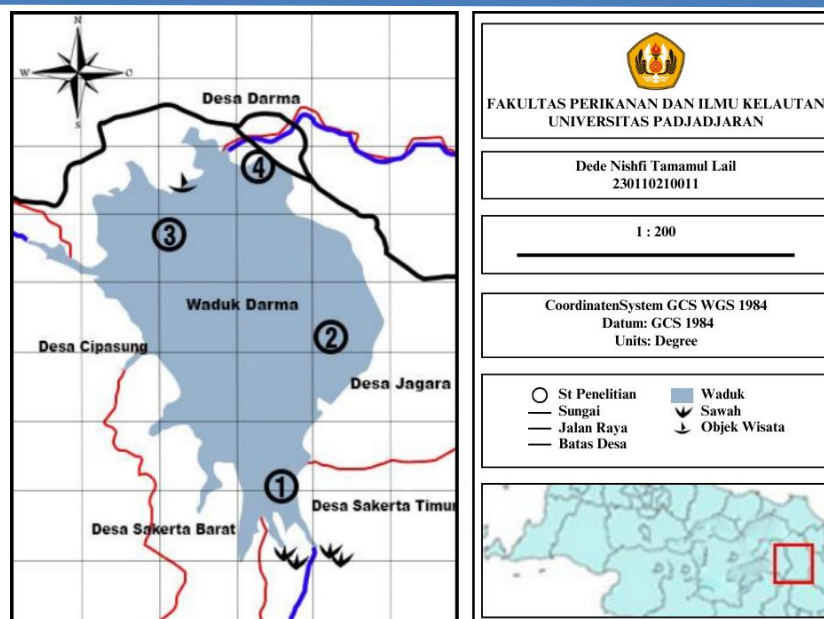 N
W
O
S
Desa Darma
4
3
Waduk Darma
2
Desa Cipasung
Desa Jagara
1
Desa Sakerta Timur
Desa Sakerta Barat
FAKULTAS PERIKANAN DAN ILMU KELAUTAN
UNIVERSITAS PADJADJARAN
Dede Nishfi Tamamul Lail
230110210011
1 : 200
CoordinatenSystem GCS WGS 1984
Datum: GCS 1984
Units: Degree
St Penelitian
Sungai
Jalan Raya
Batas Desa
Waduk
Sawah
Objek Wisata